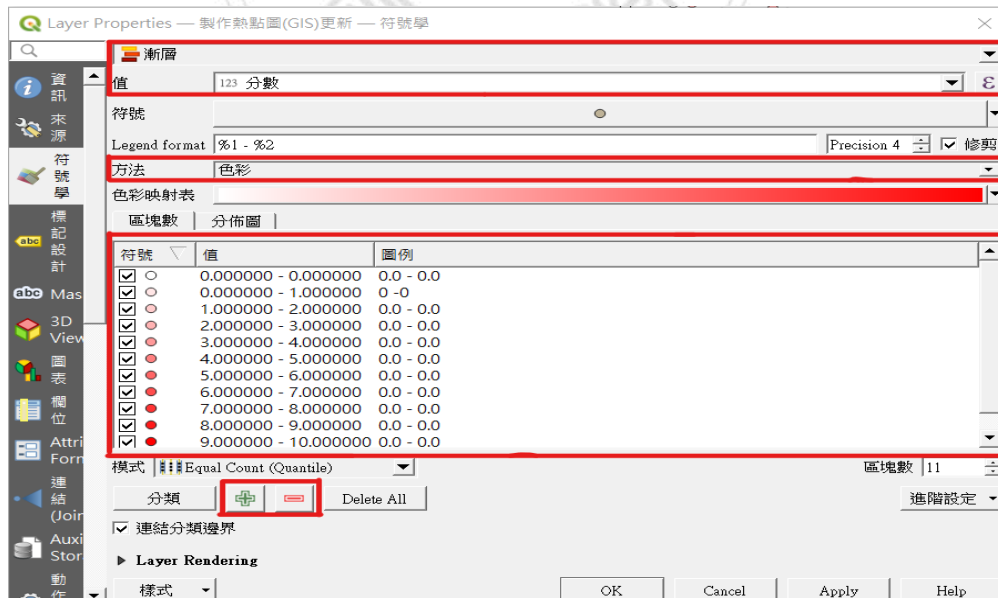 Layer Properties — 製作熱點圖(GIS)更新 — 符號學
資訊
來源
符號學
標記設計
abc
abc Mas
3D View
圖表
欄位
Attri Forn
連結 (Join
Auxi Stor
動作
漸層
值 123 分數 ε
符號
Legend format %1 - %2 Precision 4 修剪
方法 色彩
色彩映射表
區塊數 分佈圖
符號 值 圖例
0.000000 - 0.000000 0.0 - 0.0
0.000000 - 1.000000 0 -0
1.000000 - 2.000000 0.0 - 0.0
2.000000 - 3.000000 0.0 - 0.0
3.000000 - 4.000000 0.0 - 0.0
4.000000 - 5.000000 0.0 - 0.0
5.000000 - 6.000000 0.0 - 0.0
6.000000 - 7.000000 0.0 - 0.0
7.000000 - 8.000000 0.0 - 0.0
8.000000 - 9.000000 0.0 - 0.0
9.000000 - 10.000000 0.0 - 0.0
模式 Equal Count (Quantile) 區塊數 11
分類 Delete All 進階設定
連結分類邊界
Layer Rendering
樣式 OK Cancel Apply Help